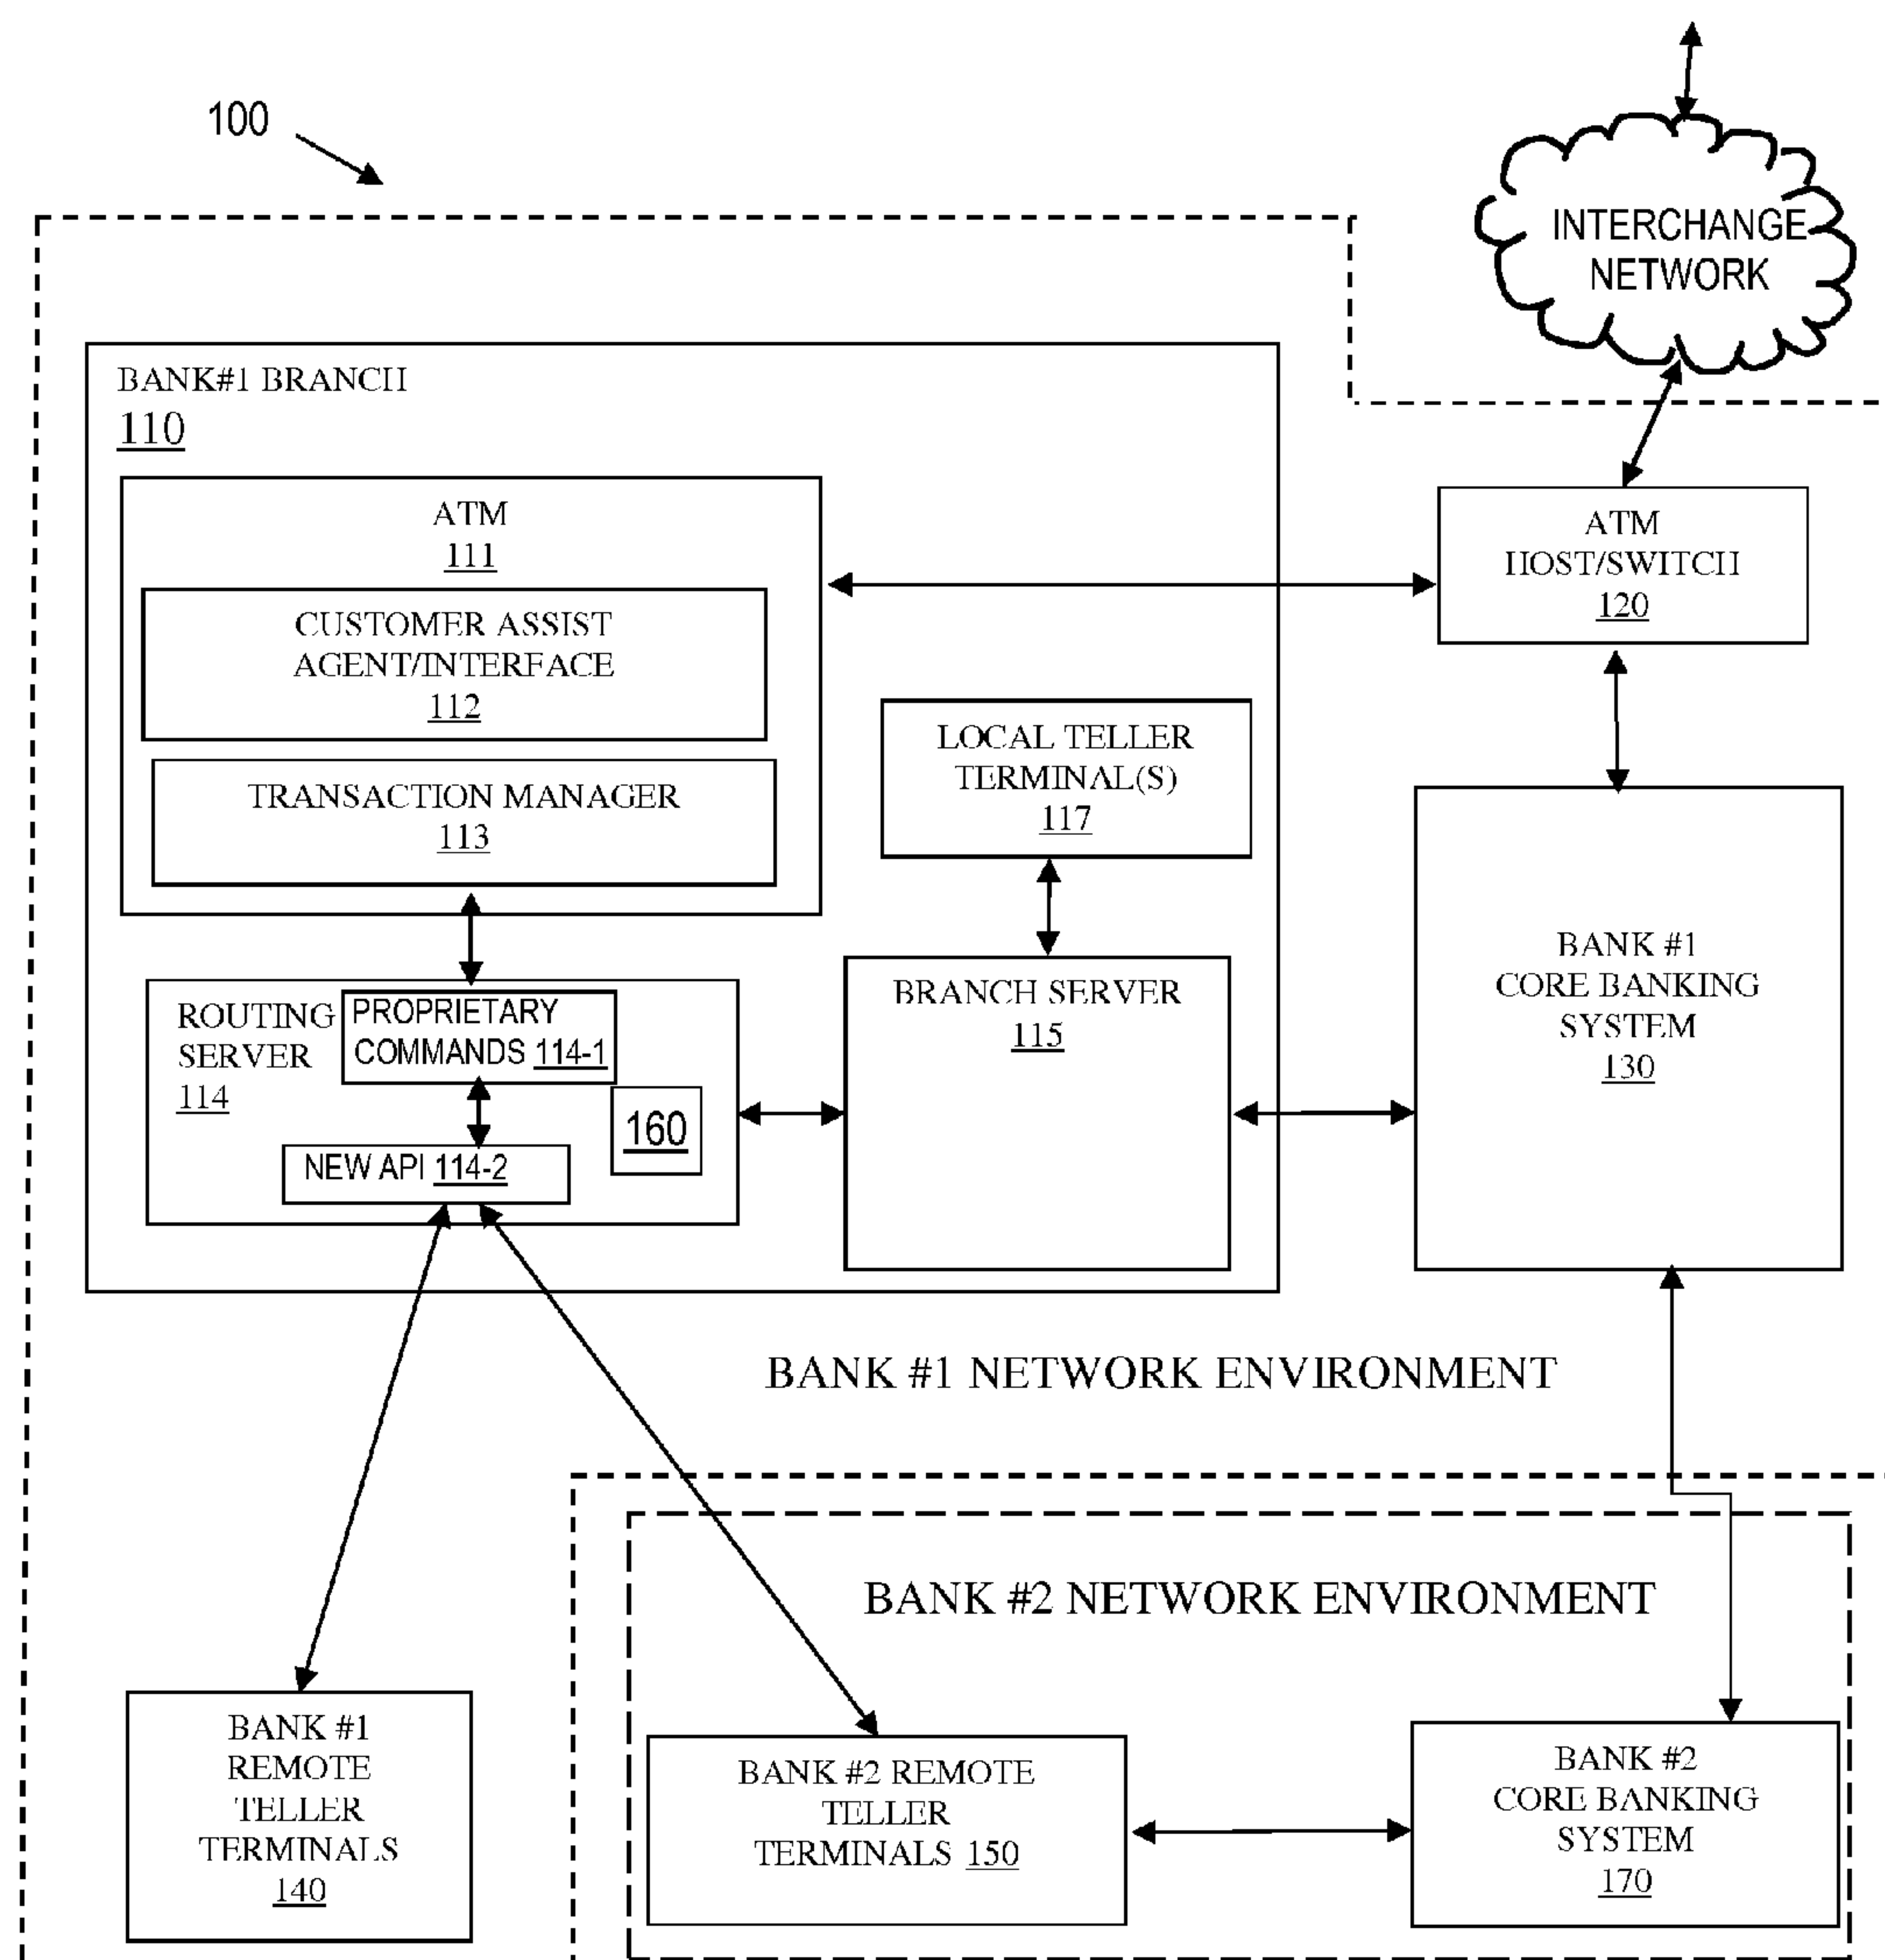 100
INTERCHANGE
NETWORK
BANK#1 BRANCH
110
ATM
111
CUSTOMER ASSIST
AGENT/INTERFACE
112
TRANSACTION MANAGER
113
ATM
HOST/SWITCH
120
LOCAL TELLER
TERMINAL(S)
117
ROUTING
SERVER
114
PROPRIETARY
COMMANDS 114-1
NEW API 114-2
160
BRANCH SERVER
115
BANK #1
CORE BANKING
SYSTEM
130
BANK #1 NETWORK ENVIRONMENT
BANK #2 NETWORK ENVIRONMENT
BANK #1
REMOTE
TELLER
TERMINALS
140
BANK #2 REMOTE
TELLER
TERMINALS 150
BANK #2
CORE BANKING
SYSTEM
170